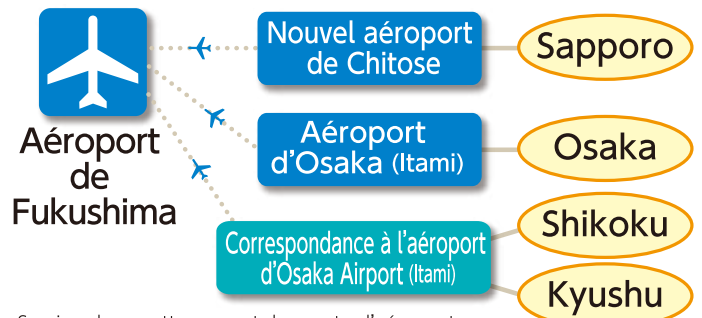 Nouvel aéroport
de Chitose
Sapporo
Aéroport
de
Fukushima
Aéroport
d'Osaka (Itami)
Osaka
Correspondance à l'aéroport
d'Osaka Airport (Itami)
Shikoku
Kyushu